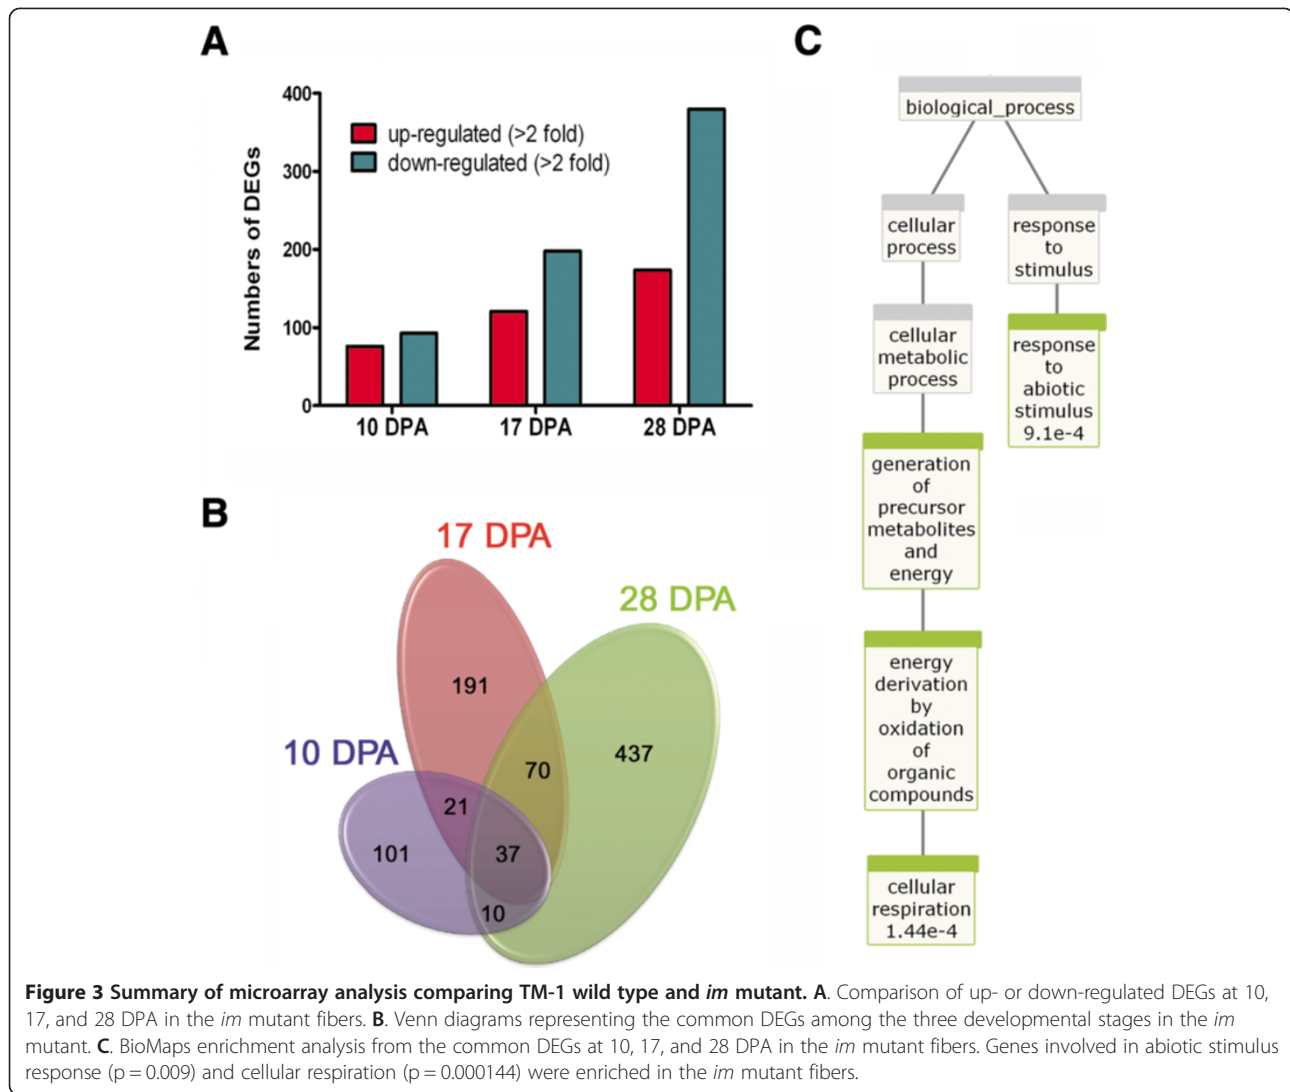 A
400
300
200
100
0
Numbers of DEGs
up-regulated (>2 fold)
down-regulated (>2 fold)
10 DPA
17 DPA
28 DPA
B
17 DPA
28 DPA
10 DPA
191
437
70
21
101
37
10
C
biological_process
cellular
process
response
to
stimulus
cellular
metabolic
process
response
to
abiotic
stimulus
9.1e-4
generation
of
precursor
metabolites
and
energy
energy
derivation
by
oxidation
of
organic
compounds
cellular
respiration
1.44e-4
Figure 3 Summary of microarray analysis comparing TM-1 wild type and im mutant. A. Comparison of up- or down-regulated DEGs at 10,
17, and 28 DPA in the im mutant fibers. B. Venn diagrams representing the common DEGs among the three developmental stages in the im
mutant. C. BioMaps enrichment analysis from the common DEGs at 10, 17, and 28 DPA in the im mutant fibers. Genes involved in abiotic stimulus
response (p = 0.009) and cellular respiration (p = 0.000144) were enriched in the im mutant fibers.